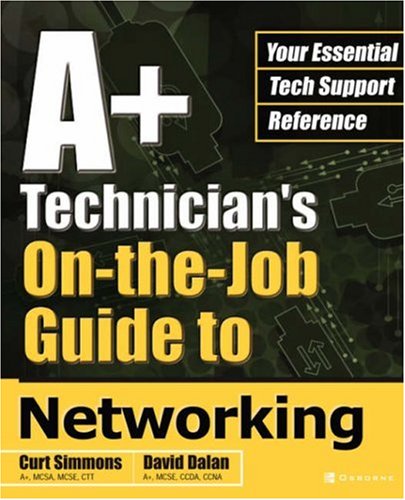 Your Essential
Tech Support
Reference
A+
Technician's
On-the-Job
Guide to
Networking
Curt Simmons
A+, MCSA, MCSE, CTT
David Dalan
A+, MCSE, CCDA, CCNA
OSBORNE